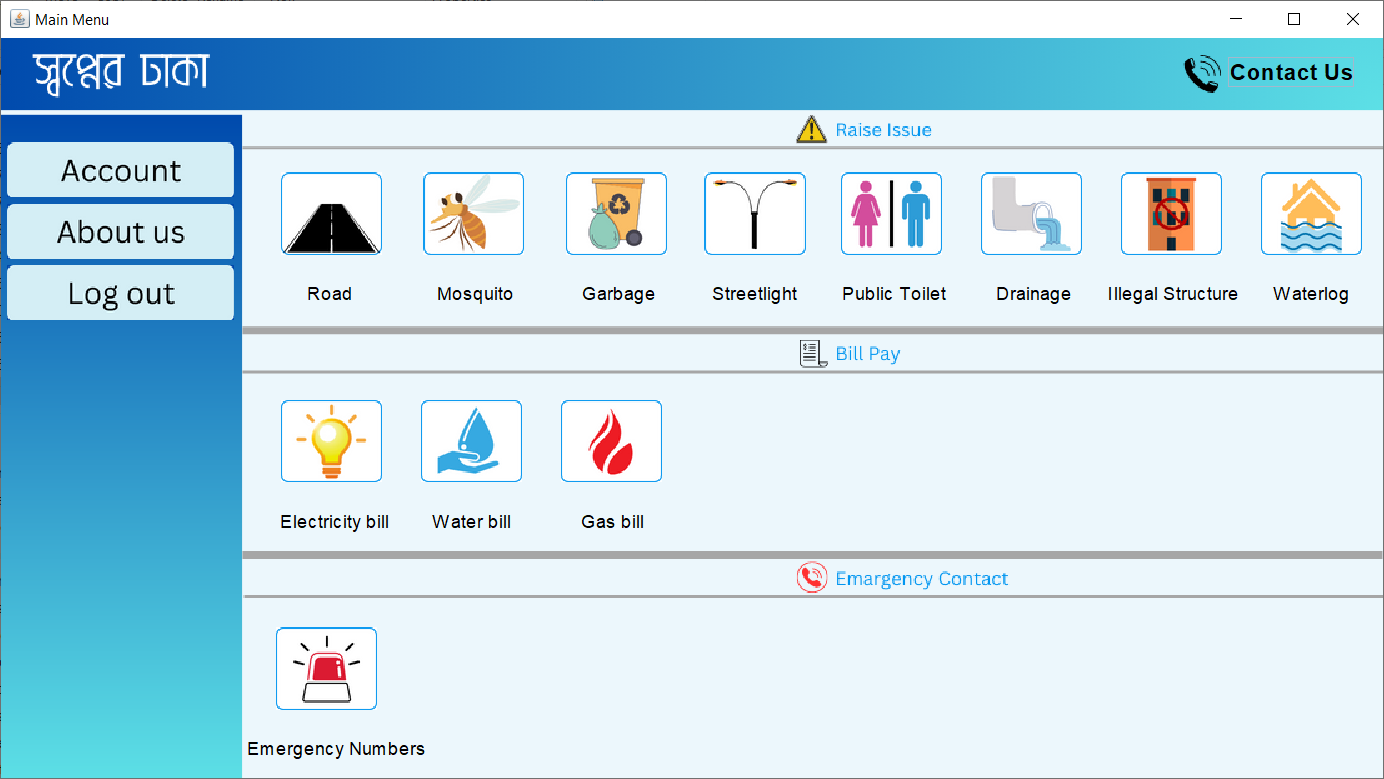 Main Menu
স্বপ্নের ঢাকা
Contact Us
Account
About us
Log out
Raise Issue
Road Mosquito Garbage Streetlight Public Toilet Drainage Illegal Structure Waterlog
Bill Pay
Electricity bill Water bill Gas bill
Emargency Contact
Emergency Numbers